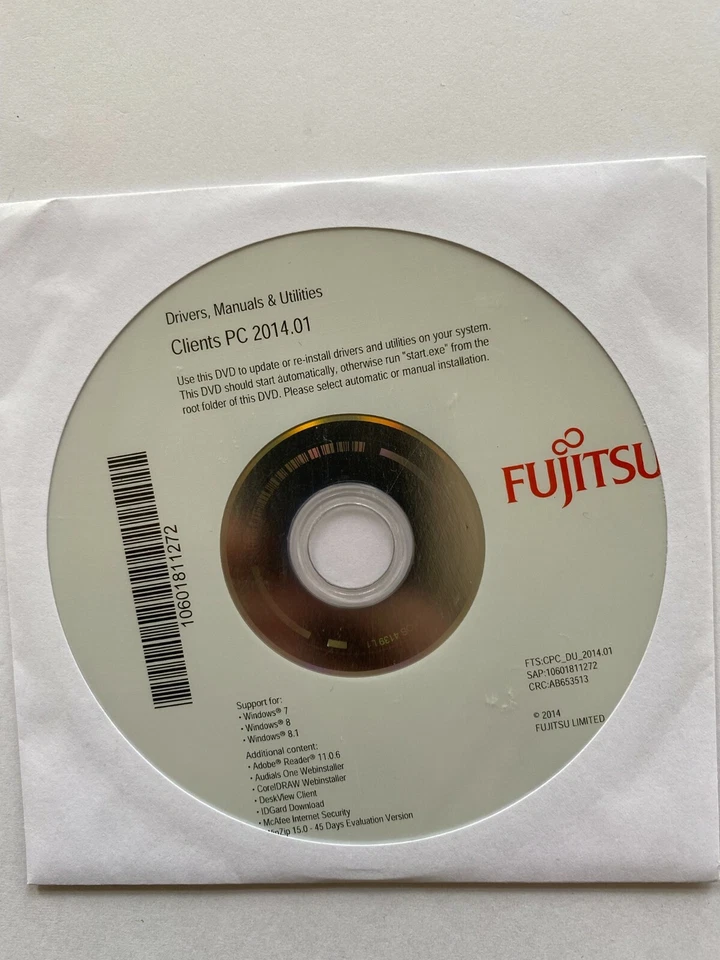 Drivers, Manuals & Utilities
Clients PC 2014.01
Use this DVD to update or re-install drivers and utilities on your system.
This DVD should start automatically, otherwise run "start.exe" from the
root folder of this DVD. Please select automatic or manual installation.
FUJITSU
10601811272
FTS:CPC_DU_2014.01
SAP:10601811272
CRC:AB653513
© 2014
FUJITSU LIMITED
Support for:
• Windows® 7
• Windows® 8
• Windows® 8.1
Additional content:
• Adobe® Reader® 11.0.6
• Audials One Webinstaller
• CorelDRAW Webinstaller
• DeskView Client
• IDGard Download
• McAfee Internet Security
WinZip 15.0 - 45 Days Evaluation Version